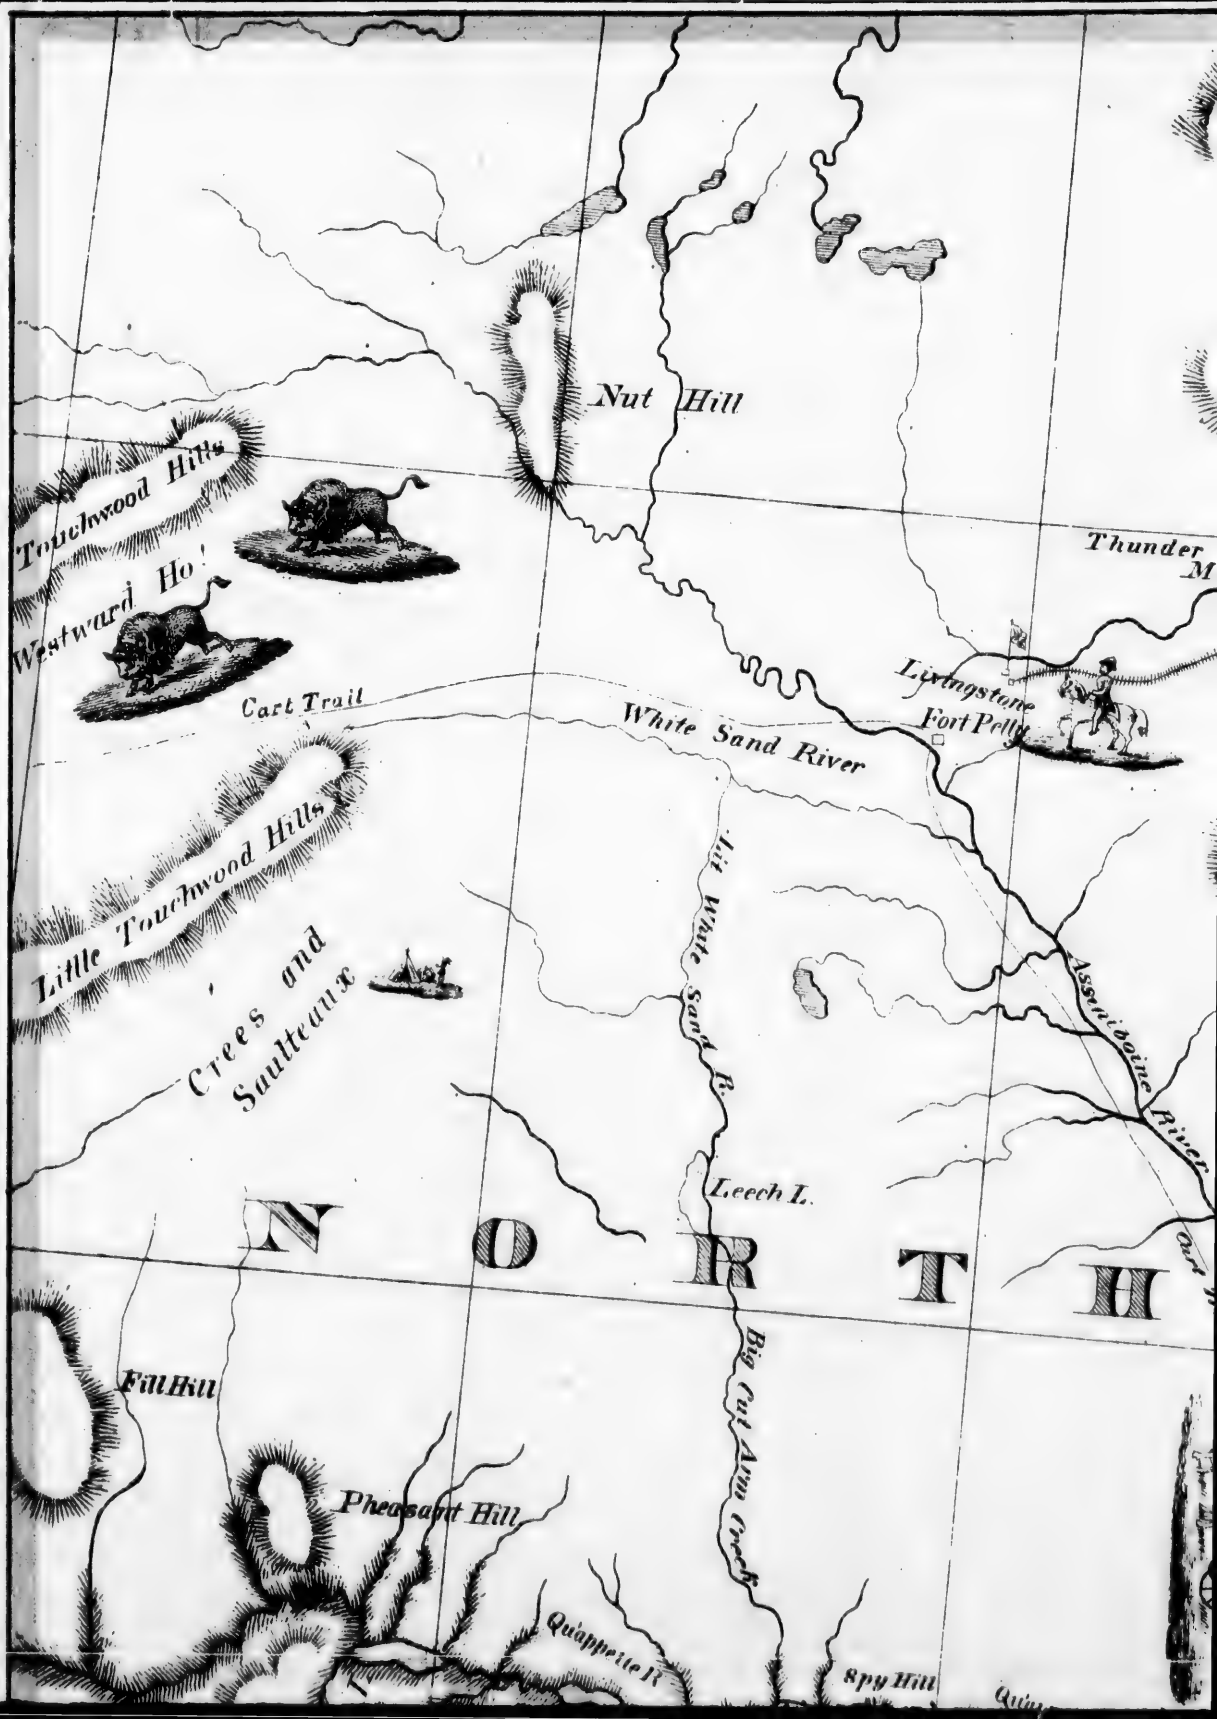 Nut Hill
Touchwood Hills
Westward Ho!
Thunder
M
Livingstone
Fort Pelly
Cart Trail
White Sand River
Little Touchwood Hills
Lit White Sand R.
Crees and
Saulteaux
Assiniboine River
Leech L.
Cart
NORTH
Fill Hill
Big Cut Arm Creek
Pheasant Hill
Qu'appelle R
Spy Hill